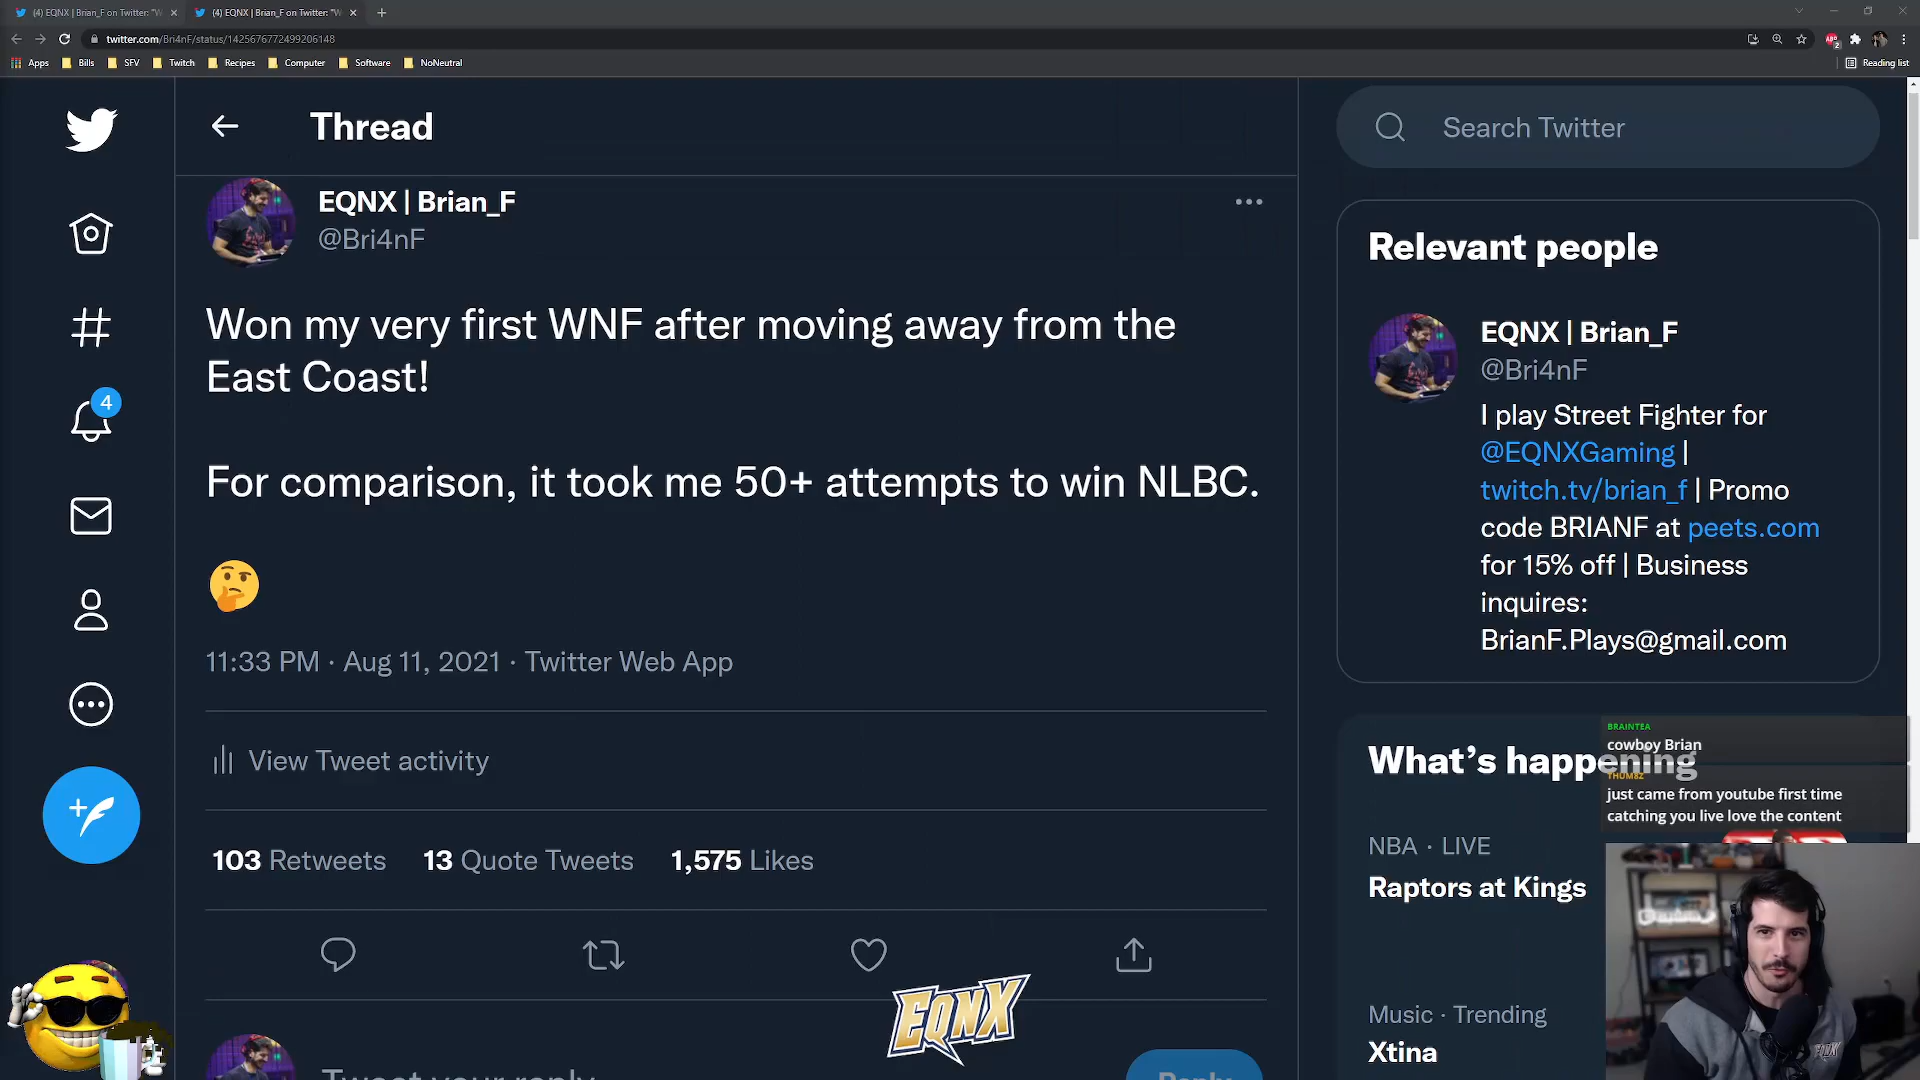 (4) EQNX | Brian_F on Twitter: "W
(4) EQNX | Brian_F on Twitter: "W
twitter.com/Bri4nF/status/1425676772499206148
2
Apps
Bills
SFV
Twitch
Recipes
Computer
Software
NoNeutral
Reading list
Thread
EQNX | Brian_F
@Bri4nF
Won my very first WNF after moving away from the
East Coast!
For comparison, it took me 50+ attempts to win NLBC.
11:33 PM · Aug 11, 2021 · Twitter Web App
View Tweet activity
103 Retweets 13 Quote Tweets 1,575 Likes
Tweet your reply
Reply
4
EQNX
Search Twitter
Relevant people
EQNX | Brian_F
@Bri4nF
I play Street Fighter for
@EQNXGaming |
twitch.tv/brian_f | Promo
code BRIANF at peets.com
for 15% off | Business
inquires:
BrianF.Plays@gmail.com
What's happening
NBA · LIVE
Raptors at Kings
Music · Trending
Xtina
BRAINTEA
cowboy Brian
THUM8Z
just came from youtube first time
catching you live love the content
EQNX